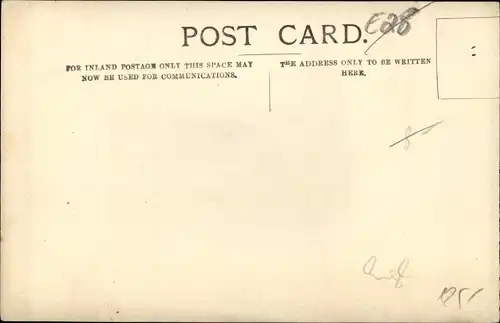 POST CARD.
FOR INLAND POSTAGE ONLY THIS SPACE MAY
NOW BE USED FOR COMMUNICATIONS.
THE ADDRESS ONLY TO BE WRITTEN
HERE.